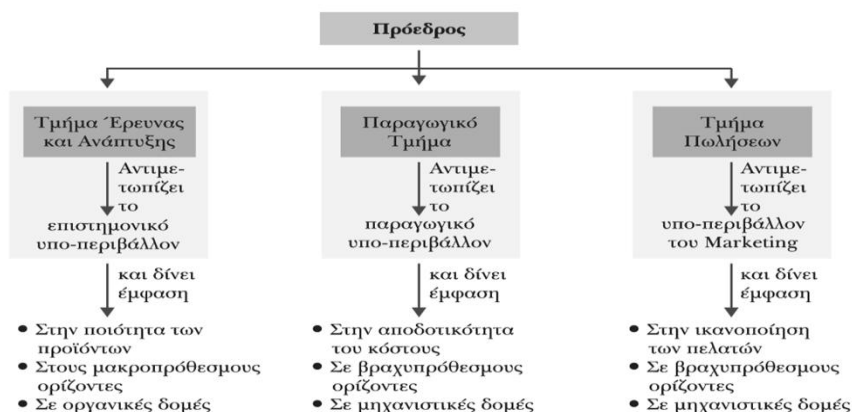 Πρόεδρος
Τμήμα Έρευνας
και Ανάπτυξης
Αντιμε-
τωπίζει
το
επιστημονικό
υπο-περιβάλλον
και δίνει
έμφαση
• Στην ποιότητα των
προϊόντων
• Στους μακροπρόθεσμους
ορίζοντες
• Σε οργανικές δομές
Παραγωγικό
Τμήμα
Αντιμε-
τωπίζει
το
παραγωγικό
υπο-περιβάλλον
και δίνει
έμφαση
• Στην αποδοτικότητα
του κόστους
• Σε βραχυπρόθεσμους
ορίζοντες
• Σε μηχανιστικές δομές
Τμήμα
Πωλήσεων
Αντιμε-
τωπίζει
το
υπο-περιβάλλον
του Marketing
και δίνει
έμφαση
• Στην ικανοποίηση
των πελατών
• Σε βραχυπρόθεσμους
ορίζοντες
• Σε μηχανιστικές δομές